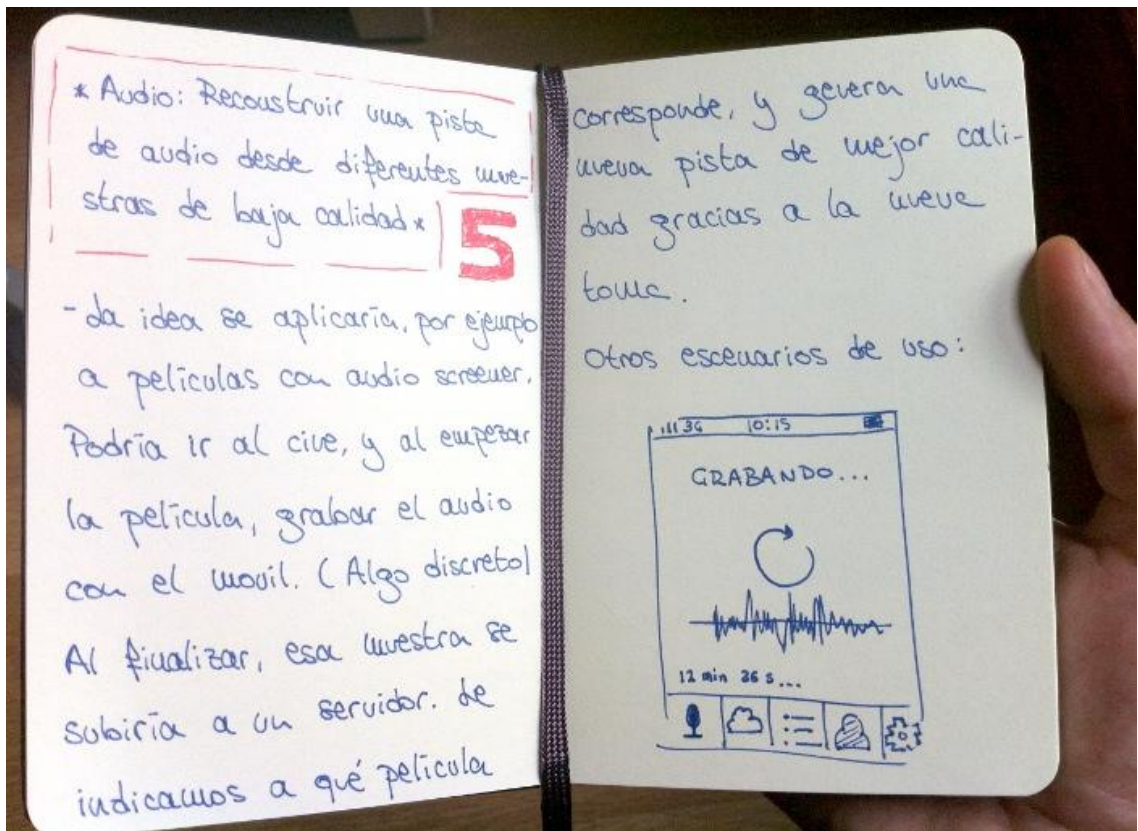 * Audio: Reconstruir una pista
de audio desde diferentes mue-
stras de baja calidad *
5
- La idea se aplicaría, por ejemplo
a películas con audio screener.
Podría ir al cine, y al empezar
la película, grabar el audio
con el movil. (Algo discreto)
Al finalizar, esa muestra se
subiría a un servidor. Le
indicamos a qué película
corresponde, y genera una
nueva pista de mejor cali-
dad gracias a la nueva
toma.
Otros escenarios de uso:
3G 10:15
GRABANDO...
12 min 36 s...